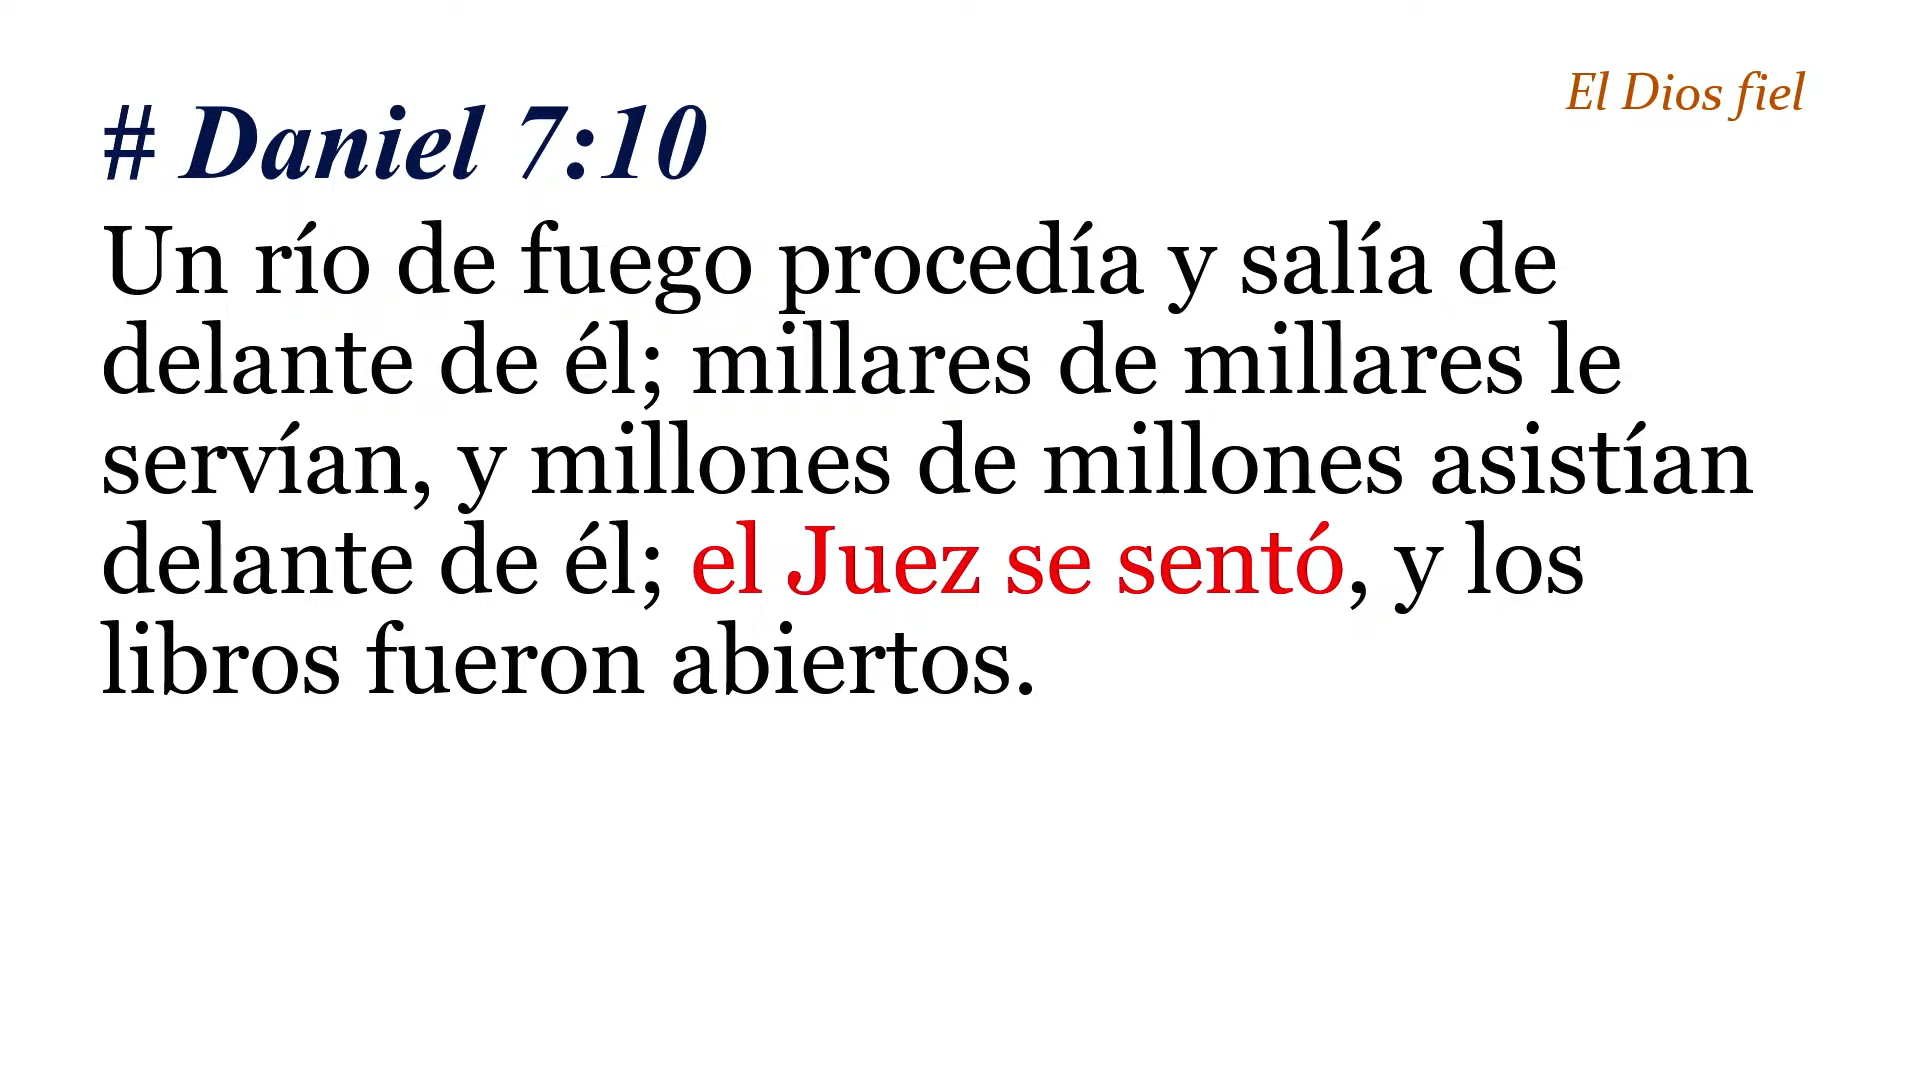 El Dios fiel
# Daniel 7:10
Un río de fuego procedía y salía de
delante de él; millares de millares le
servían, y millones de millones asistían
delante de él; el Juez se sentó, y los
libros fueron abiertos.